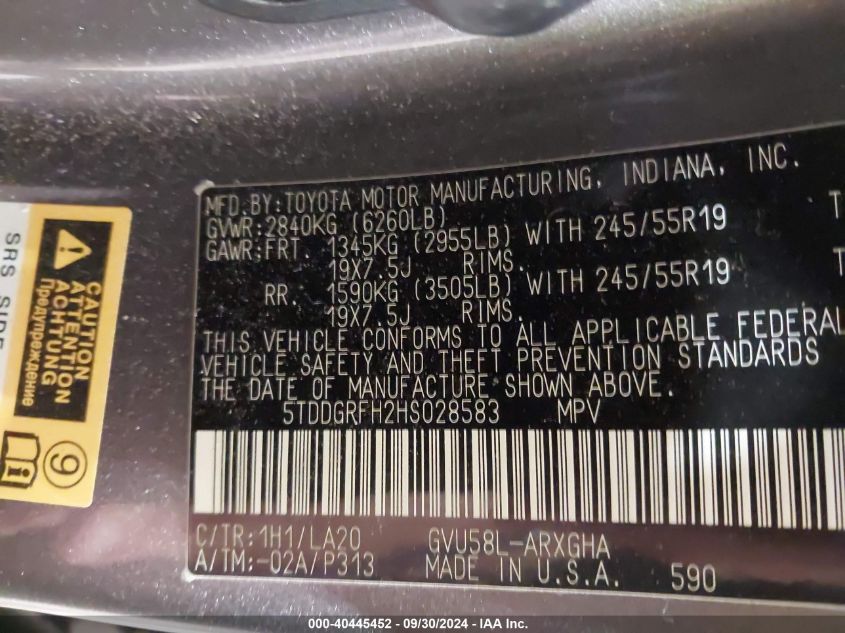 MFD.BY:TOYOTA MOTOR MANUFACTURING, INDIANA, INC.
GVWR:2840KG (6260LB)
GAWR:FRT. 1345KG (2955LB) WITH 245/55R19 T
19X7.5J RIMS.
RR. 1590KG (3505LB) WITH 245/55R19 T
19X7.5J RIMS.
THIS VEHICLE CONFORMS TO ALL APPLICABLE FEDERAL
VEHICLE SAFETY AND THEFT PREVENTION STANDARDS
THE DATE OF MANUFACTURE SHOWN ABOVE.
5TDDGRFH2HS028583 MPV
C/TR:1H1/LA20 GVU58L-ARXGHA
A/TM:-02A/P313 MADE IN U.S.A. 590
SRS SIDE
CAUTION
ATTENTION
ACHTUNG
Предупреждение
9
000-40445452 / 09/30/2024 - IAA Inc.